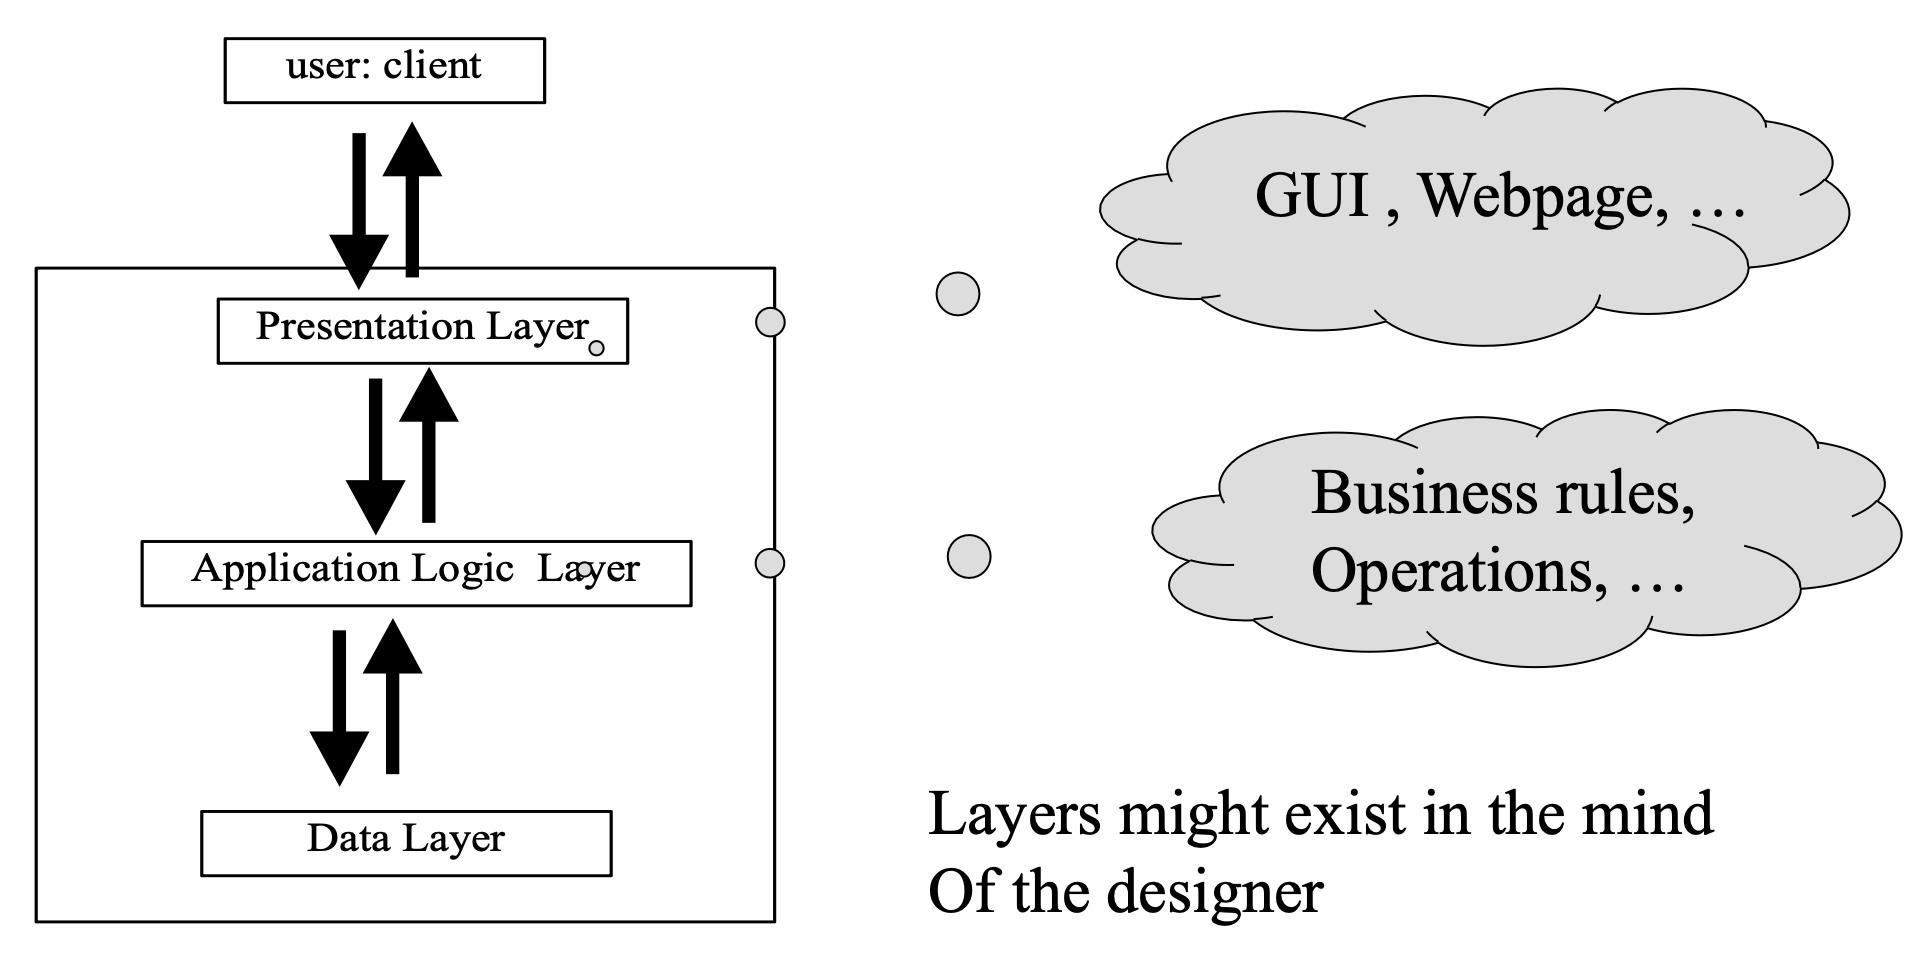 user: client
GUI , Webpage, …
Presentation Layer
Business rules,
Operations, …
Application Logic Layer
Layers might exist in the mind
Of the designer
Data Layer